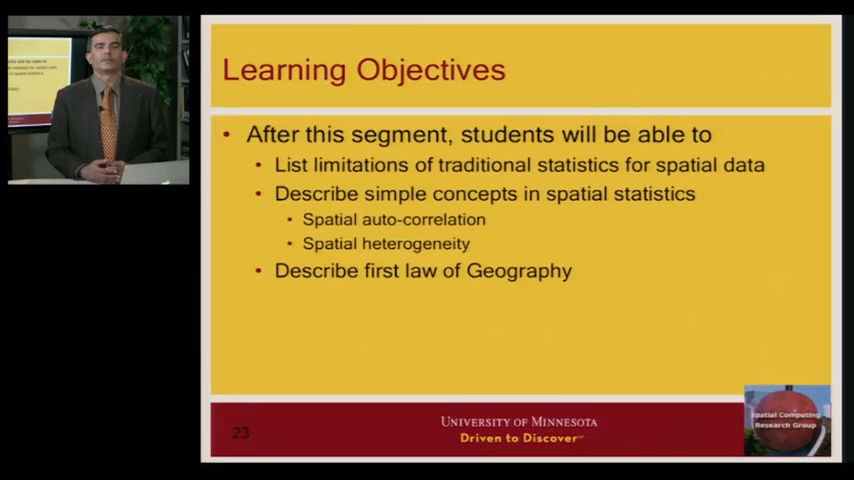 Learning Objectives
• After this segment, students will be able to
• List limitations of traditional statistics for spatial data
• Describe simple concepts in spatial statistics
• Spatial auto-correlation
• Spatial heterogeneity
• Describe first law of Geography
23
UNIVERSITY OF MINNESOTA
Driven to Discover
Spatial Computing
Research Group